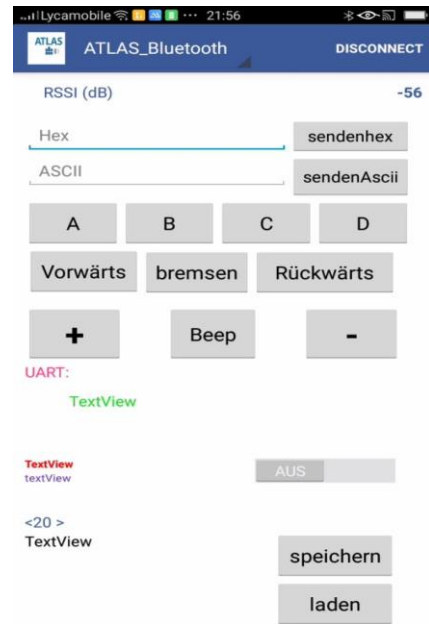 Lycamobile ··· 21:56
ATLAS ATLAS_Bluetooth DISCONNECT
RSSI (dB) -56
Hex sendenhex
ASCII sendenAscii
A B C D
Vorwärts bremsen Rückwärts
+ Beep -
UART:
TextView
TextView AUS
textView
<20 >
TextView
speichern
laden